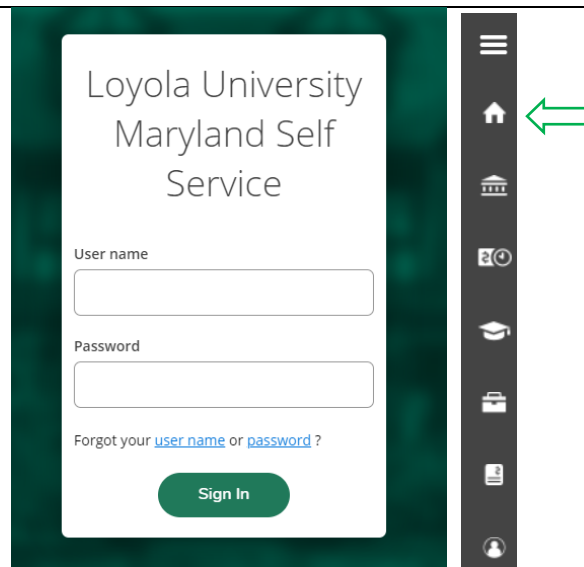 Loyola University
Maryland Self
Service
User name
Password
Forgot your user name or password ?
Sign In